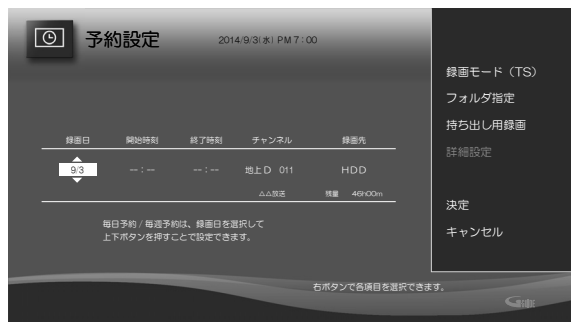 予約設定
2014/9/3(水) PM 7:00
録画日 開始時刻 終了時刻 チャンネル 録画先
9/3 --:-- --:-- 地上D 011 HDD
△△放送 残量 46h00m
毎日予約 / 毎週予約は、録画日を選択して
上下ボタンを押すことで設定できます。
右ボタンで各項目を選択できます。
録画モード (TS)
フォルダ指定
持ち出し用録画
詳細設定
決定
キャンセル